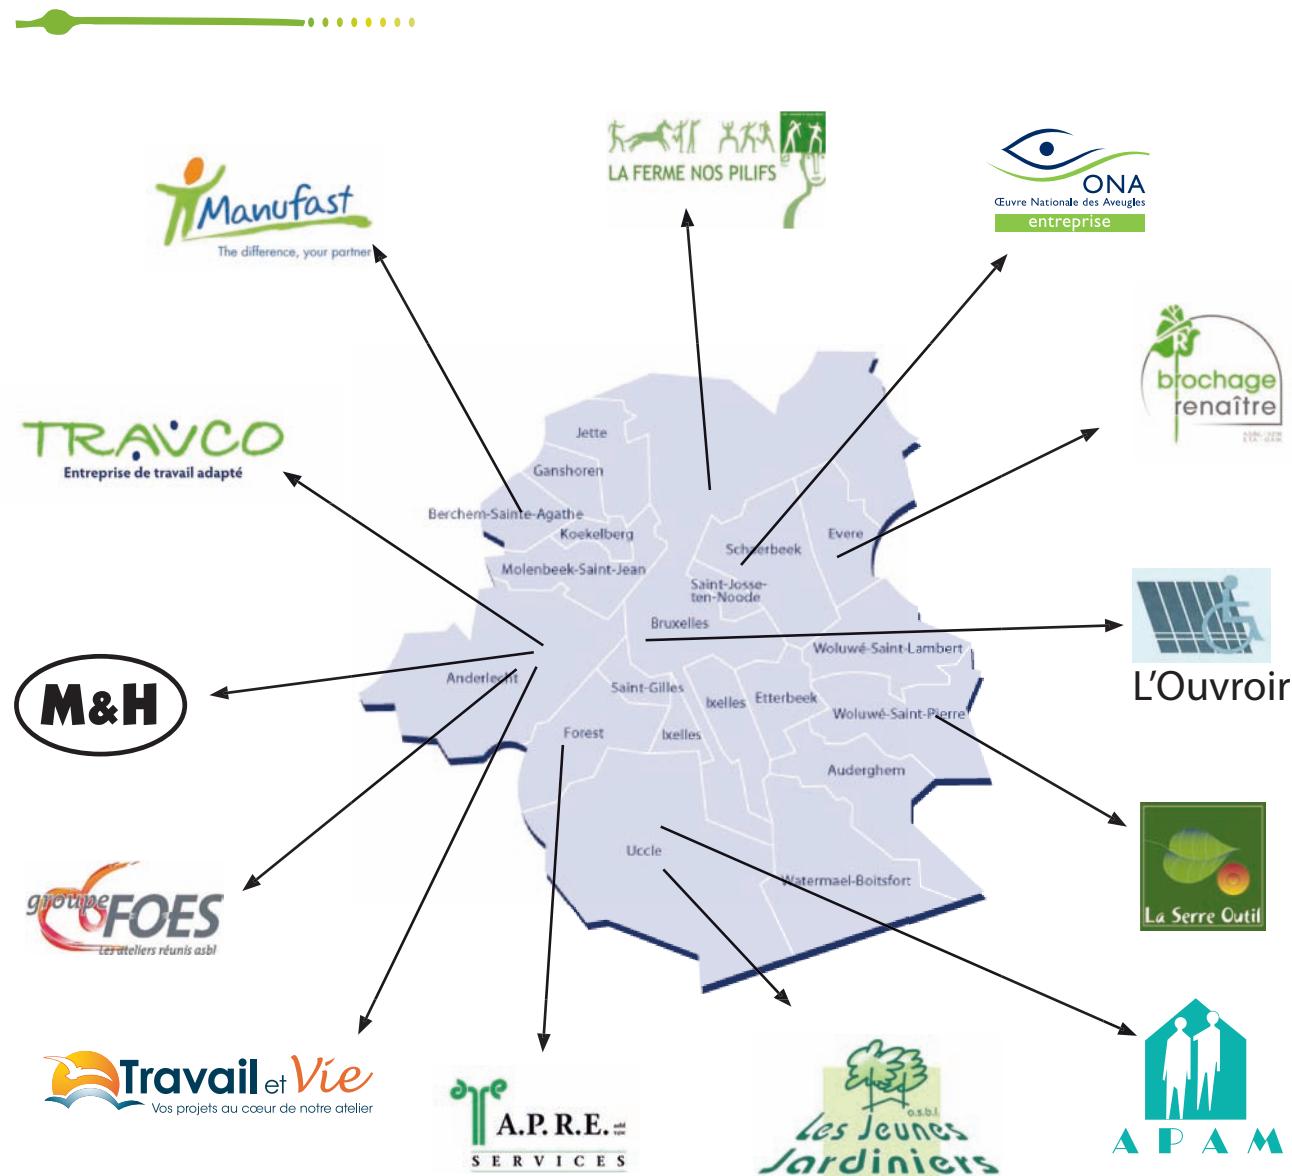 LA FERME NOS PILIFS
ONA
Œuvre Nationale des Aveugles
entreprise
Manufast
The difference, your partner
R
brochage
renaître
TRAVCO
Entreprise de travail adapté
Jette
Ganshoren
Berchem-Sainte-Agathe
Koekelberg
Evere
Schaerbeek
Molenbeek-Saint-Jean
Saint-Josse-
ten-Noode
Bruxelles
Woluwé-Saint-Lambert
Anderlecht
Saint-Gilles
Ixelles
Etterbeek
Woluwé-Saint-Pierre
Forest
Ixelles
Auderghem
Uccle
Watermael-Boitsfort
L'Ouvroir
M&H
La Serre Outil
groupe FOES
Les ateliers réunis asbl
Travail et Vie
Vos projets au cœur de notre atelier
A.P.R.E.
SERVICES
a.s.b.l.
Les Jeunes
Jardiniers
APAM